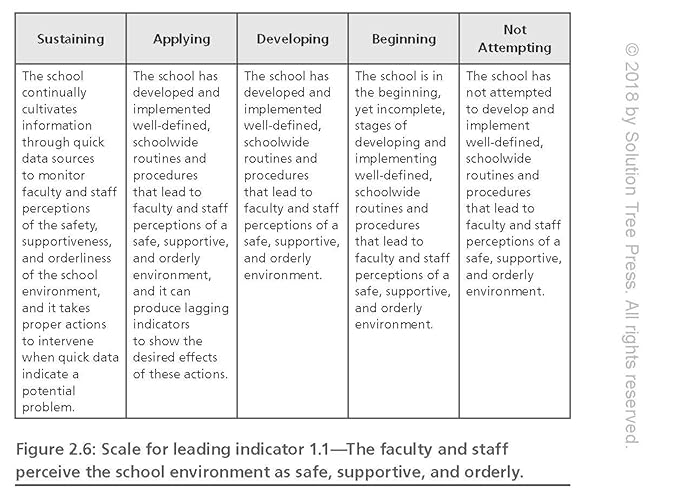 Sustaining
Applying
Developing
Beginning
Not
Attempting
The school
continually
cultivates
information
through quick
data sources
to monitor
faculty and staff
perceptions
of the safety,
supportiveness,
and orderliness
of the school
environment,
and it takes
proper actions
to intervene
when quick data
indicate a
potential
problem.
The school has
developed and
implemented
well-defined,
schoolwide
routines and
procedures
that lead to
faculty and staff
perceptions of a
safe, supportive,
and orderly
environment,
and it can
produce lagging
indicators
to show the
desired effects
of these actions.
The school has
developed and
implemented
well-defined,
schoolwide
routines and
procedures
that lead to
faculty and staff
perceptions of a
safe, supportive,
and orderly
environment.
The school is in
the beginning,
yet incomplete,
stages of
developing and
implementing
well-defined,
schoolwide
routines and
procedures
that lead to
faculty and staff
perceptions of a
safe, supportive,
and orderly
environment.
The school has
not attempted
to develop and
implement
well-defined,
schoolwide
routines and
procedures
that lead to
faculty and staff
perceptions of a
safe, supportive,
and orderly
environment.
Figure 2.6: Scale for leading indicator 1.1—The faculty and staff
perceive the school environment as safe, supportive, and orderly.
© 2018 by Solution Tree Press. All rights reserved.